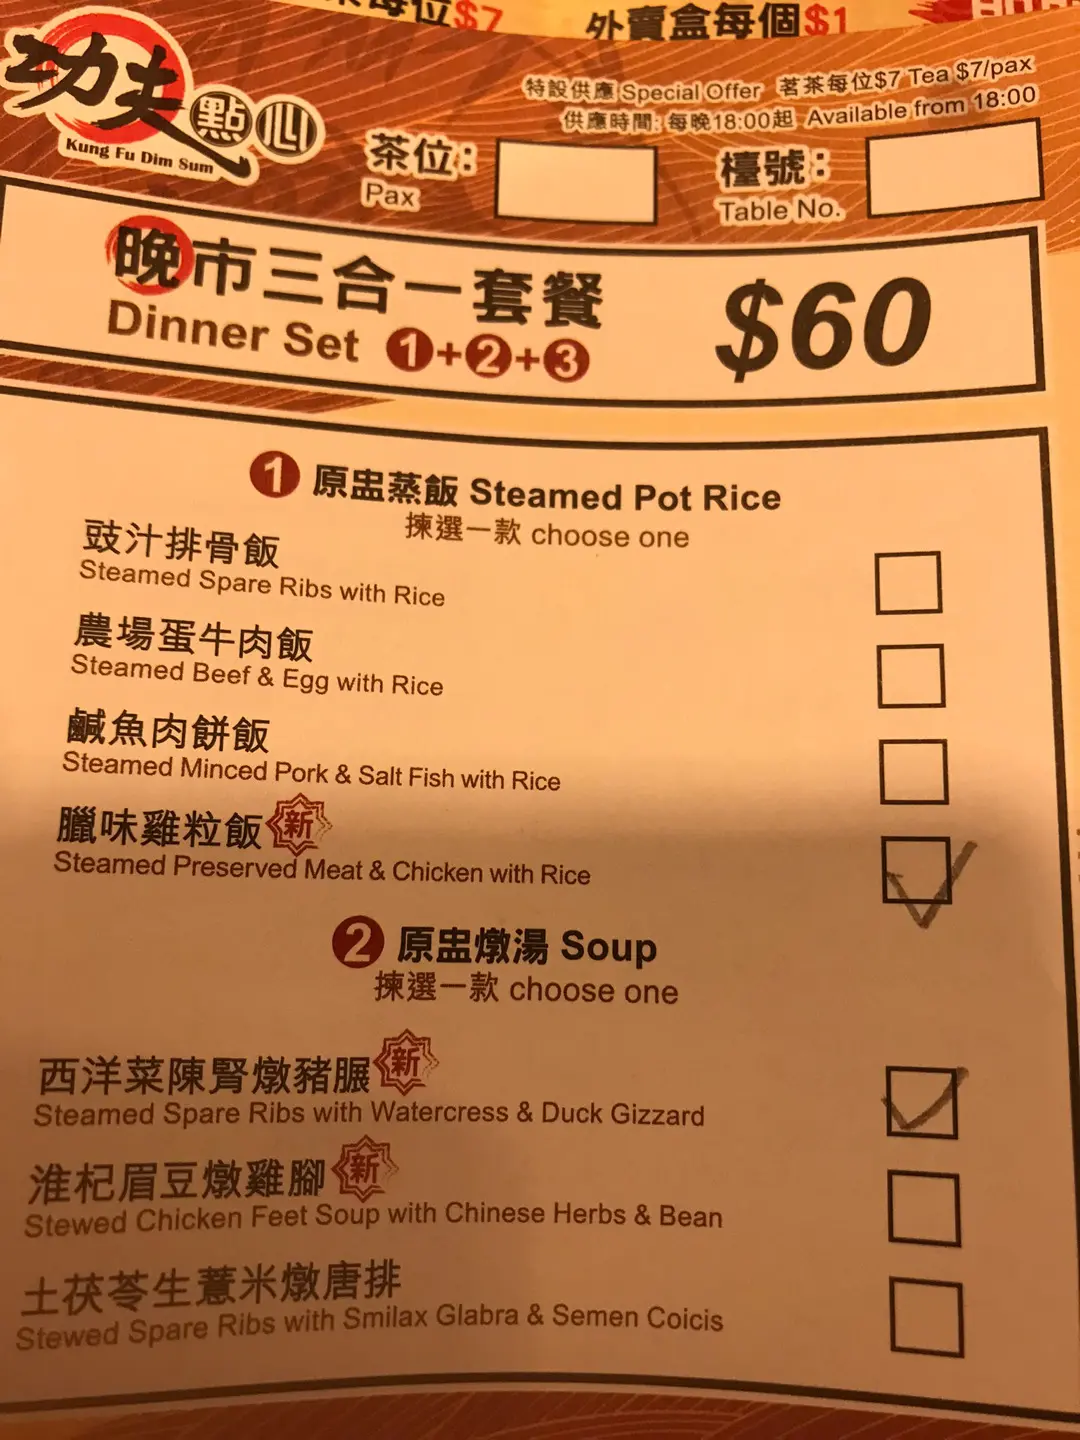 每位$7
外賣盒每個$1
功夫點心
Kung Fu Dim Sum
特設供應 Special Offer 茗茶每位$7 Tea $7/pax
供應時間: 每晚18:00起 Available from 18:00
茶位:
Pax
檯號:
Table No.
晚市三合一套餐
Dinner Set 1+2+3
$60
1 原盅蒸飯 Steamed Pot Rice
揀選一款 choose one
豉汁排骨飯
Steamed Spare Ribs with Rice
農場蛋牛肉飯
Steamed Beef & Egg with Rice
鹹魚肉餅飯
Steamed Minced Pork & Salt Fish with Rice
臘味雞粒飯 新
Steamed Preserved Meat & Chicken with Rice
2 原盅燉湯 Soup
揀選一款 choose one
西洋菜陳腎燉豬𦟌 新
Steamed Spare Ribs with Watercress & Duck Gizzard
淮杞眉豆燉雞腳 新
Stewed Chicken Feet Soup with Chinese Herbs & Bean
土茯苓生薏米燉唐排
Stewed Spare Ribs with Smilax Glabra & Semen Coicis